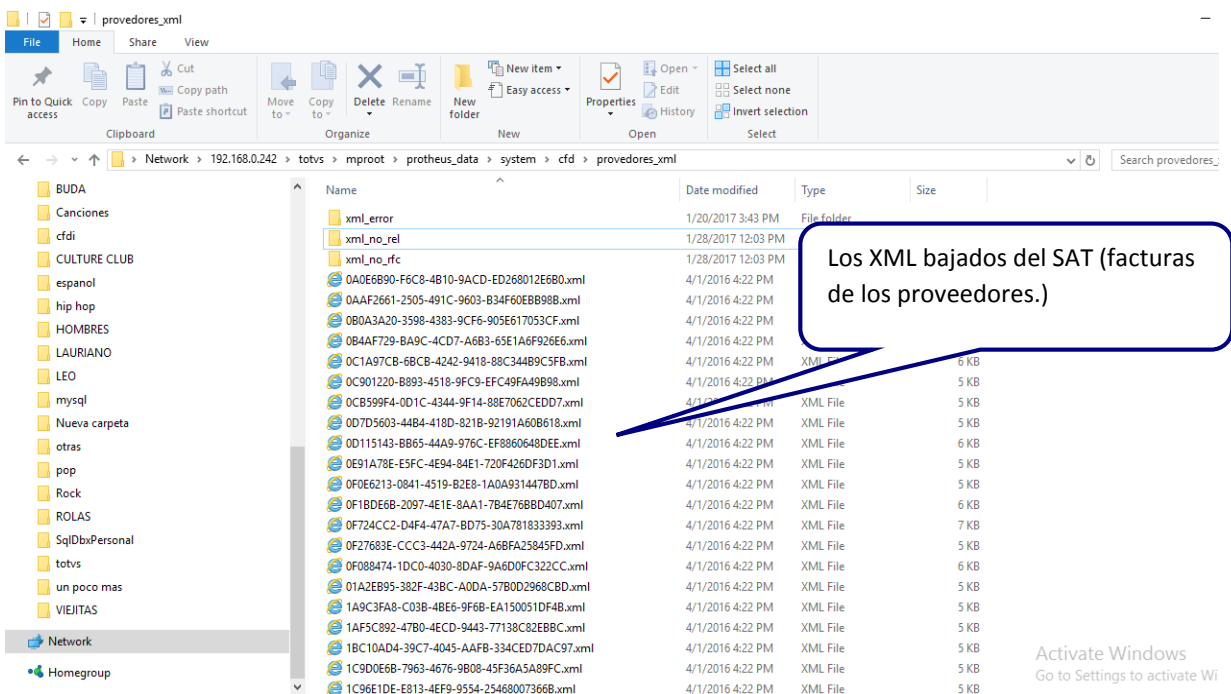 provedores_xml
File Home Share View
Pin to Quick access
Copy
Paste
Cut
Copy path
Paste shortcut
Clipboard
Move to
Copy to
Delete
Rename
Organize
New folder
New item
Easy access
New
Properties
Open
Edit
History
Open
Select all
Select none
Invert selection
Select
Network > 192.168.0.242 > totvs > mproot > protheus_data > system > cfd > provedores_xml
Search provedores_
BUDA
Canciones
cfdi
CULTURE CLUB
espanol
hip hop
HOMBRES
LAURIANO
LEO
mysql
Nueva carpeta
otras
pop
Rock
ROLAS
SqlDbxPersonal
totvs
un poco mas
VIEJITAS
Network
Homegroup
Name Date modified Type Size
xml_error 1/20/2017 3:43 PM File folder
xml_no_rel 1/28/2017 12:03 PM
xml_no_rfc 1/28/2017 12:03 PM
0A0E6B90-F6C8-4B10-9ACD-ED268012E6B0.xml 4/1/2016 4:22 PM
0AAF2661-2505-491C-9603-B34F60EBB98B.xml 4/1/2016 4:22 PM
0B0A3A20-3598-4383-9CF6-905E617053CF.xml 4/1/2016 4:22 PM
0B4AF729-BA9C-4CD7-A6B3-65E1A6F926E6.xml 4/1/2016 4:22 PM
0C1A97CB-6BCB-4242-9418-88C344B9C5FB.xml 4/1/2016 4:22 PM XML File 6 KB
0C901220-B893-4518-9FC9-EFC49FA49B98.xml 4/1/2016 4:22 PM 5 KB
0CB599F4-0D1C-4344-9F14-88E7062CEDD7.xml XML File 5 KB
0D7D5603-44B4-418D-821B-92191A60B618.xml 4/1/2016 4:22 PM XML File 5 KB
0D115143-BB65-44A9-976C-EF8860648DEE.xml 4/1/2016 4:22 PM XML File 6 KB
0E91A78E-E5FC-4E94-84E1-720F426DF3D1.xml 4/1/2016 4:22 PM XML File 5 KB
0F0E6213-0841-4519-B2E8-1A0A931447BD.xml 4/1/2016 4:22 PM XML File 5 KB
0F1BDE6B-2097-4E1E-8AA1-7B4E76BBD407.xml 4/1/2016 4:22 PM XML File 6 KB
0F724CC2-D4F4-47A7-BD75-30A781833393.xml 4/1/2016 4:22 PM XML File 7 KB
0F27683E-CCC3-442A-9724-A6BFA25845FD.xml 4/1/2016 4:22 PM XML File 5 KB
0F088474-1DC0-4030-8DAF-9A6D0FC322CC.xml 4/1/2016 4:22 PM XML File 6 KB
01A2EB95-382F-43BC-A0DA-57B0D2968CBD.xml 4/1/2016 4:22 PM XML File 5 KB
1A9C3FA8-C03B-4BE6-9F6B-EA150051DF4B.xml 4/1/2016 4:22 PM XML File 5 KB
1AF5C892-47B0-4ECD-9443-77138C82EBBC.xml 4/1/2016 4:22 PM XML File 5 KB
1BC10AD4-39C7-4045-AAFB-334CED7DAC97.xml 4/1/2016 4:22 PM XML File 5 KB
1C9D0E6B-7963-4676-9B08-45F36A5A89FC.xml 4/1/2016 4:22 PM XML File 5 KB
1C96E1DE-E813-4EF9-9554-25468007366B.xml 4/1/2016 4:22 PM XML File 5 KB
Los XML bajados del SAT (facturas
de los proveedores.)
Activate Windows
Go to Settings to activate Wi